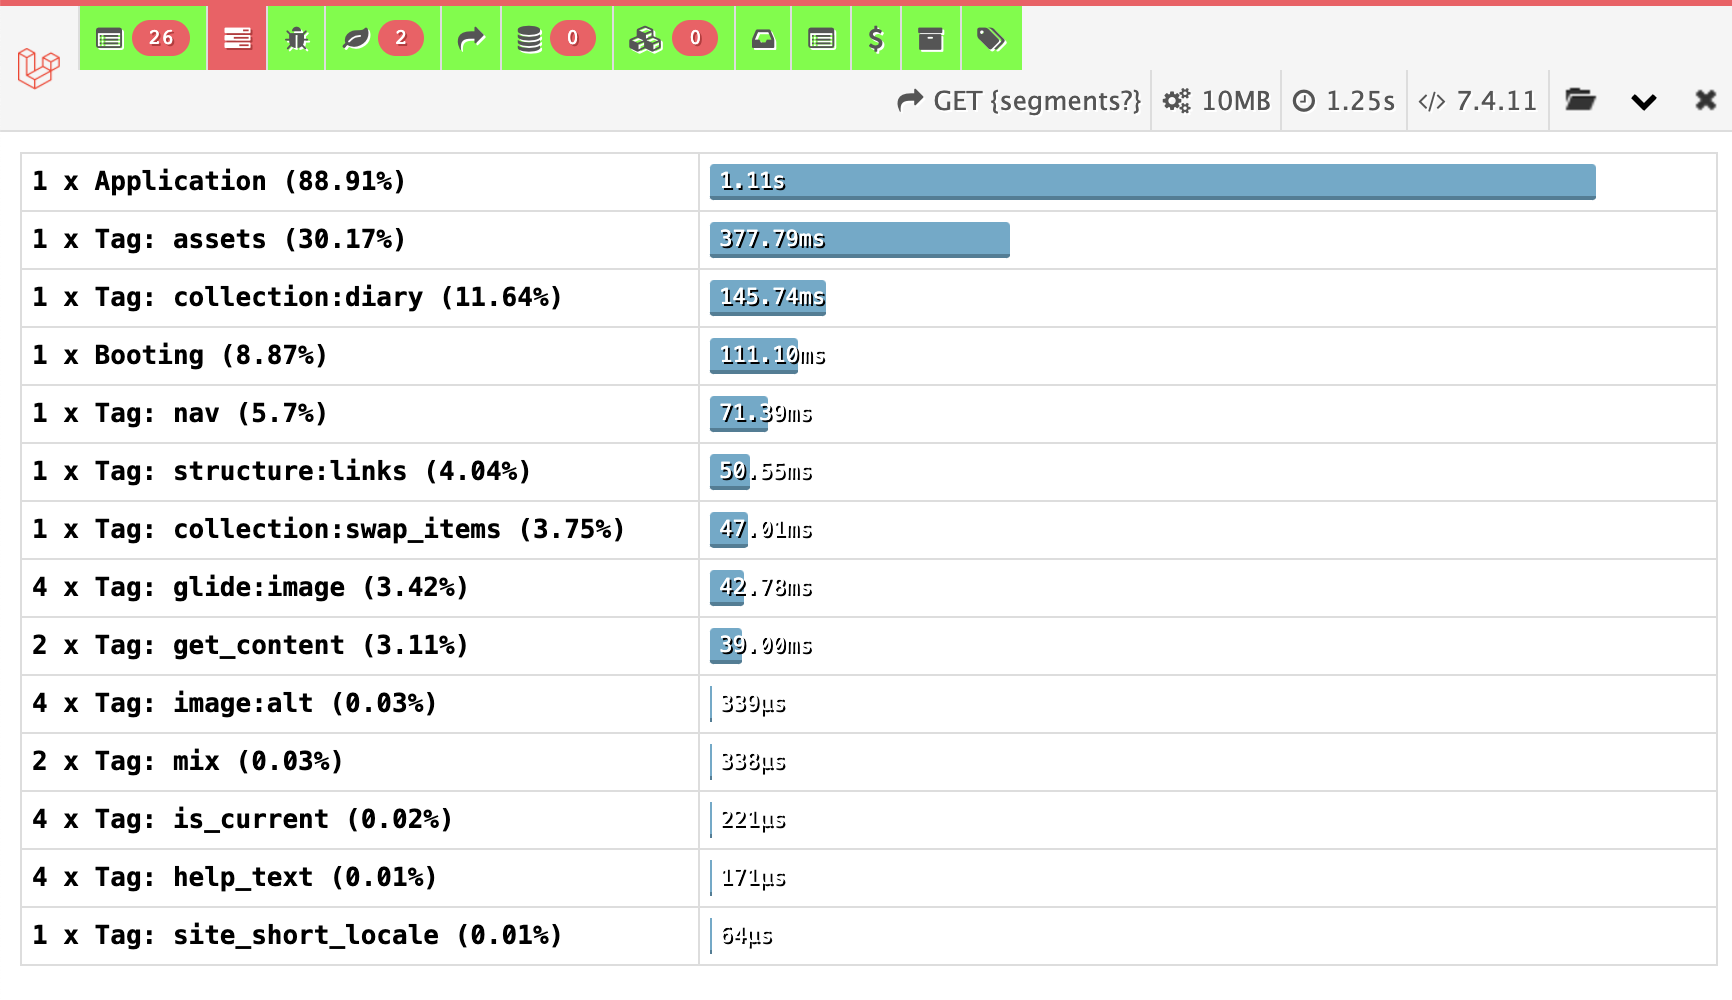 26 2 0 0 $
GET {segments?} 10MB 1.25s </> 7.4.11
1 x Application (88.91%) 1.11s
1 x Tag: assets (30.17%) 377.79ms
1 x Tag: collection:diary (11.64%) 145.74ms
1 x Booting (8.87%) 111.10ms
1 x Tag: nav (5.7%) 71.39ms
1 x Tag: structure:links (4.04%) 50.55ms
1 x Tag: collection:swap_items (3.75%) 47.01ms
4 x Tag: glide:image (3.42%) 42.78ms
2 x Tag: get_content (3.11%) 39.00ms
4 x Tag: image:alt (0.03%) 339μs
2 x Tag: mix (0.03%) 338μs
4 x Tag: is_current (0.02%) 221μs
4 x Tag: help_text (0.01%) 171μs
1 x Tag: site_short_locale (0.01%) 64μs